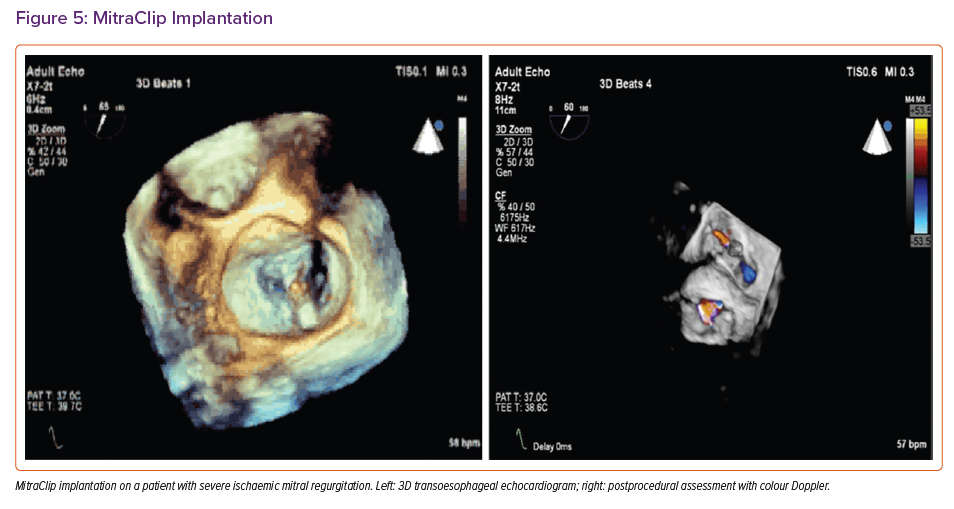 Figure 5: MitraClip Implantation
Adult Echo
X7-2t
6Hz
8.4cm
3D Beats 1
TIS0.1 MI 0.3
M4
0 65 180
3D Zoom
2D / 3D
% 42 / 44
C 50 / 30
Gen
PAT T: 37.0C
TEE T: 39.7C
58 bpm
Adult Echo
X7-2t
8Hz
11cm
3D Beats 4
TIS0.6 MI 0.3
M4 M4
+53.5
0 60 180
3D Zoom
2D / 3D
% 57 / 44
C 50 / 30
Gen
CF
% 40 / 50
6175Hz
WF 617Hz
4.4MHz
-53.5
PAT T: 37.0C
TEE T: 38.6C
Delay 0ms
57 bpm
MitraClip implantation on a patient with severe ischaemic mitral regurgitation. Left: 3D transoesophageal echocardiogram; right: postprocedural assessment with colour Doppler.